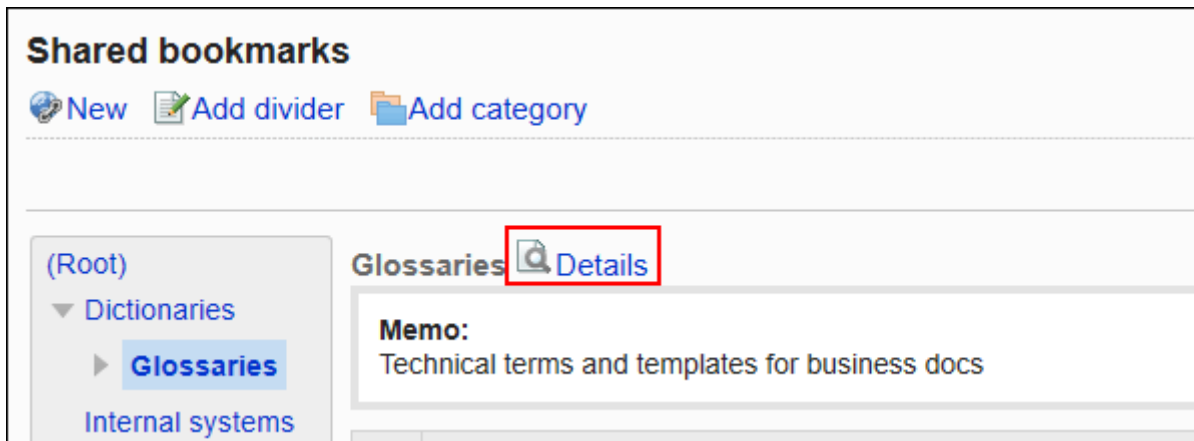 Shared bookmarks
New Add divider Add category
(Root)
Dictionaries
Glossaries
Internal systems
Glossaries Details
Memo:
Technical terms and templates for business docs